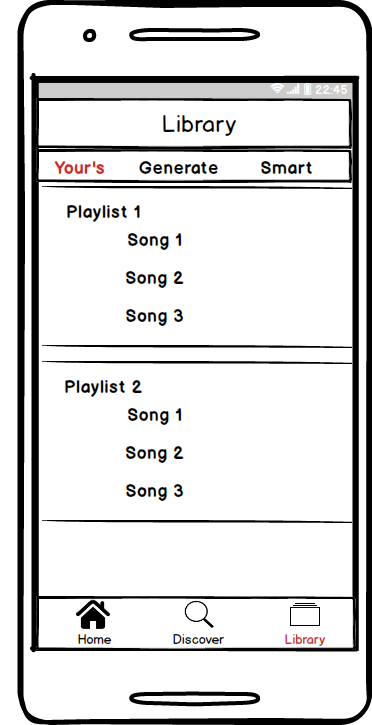 22:45
Library
Your's Generate Smart
Playlist 1
Song 1
Song 2
Song 3
Playlist 2
Song 1
Song 2
Song 3
Home Discover Library